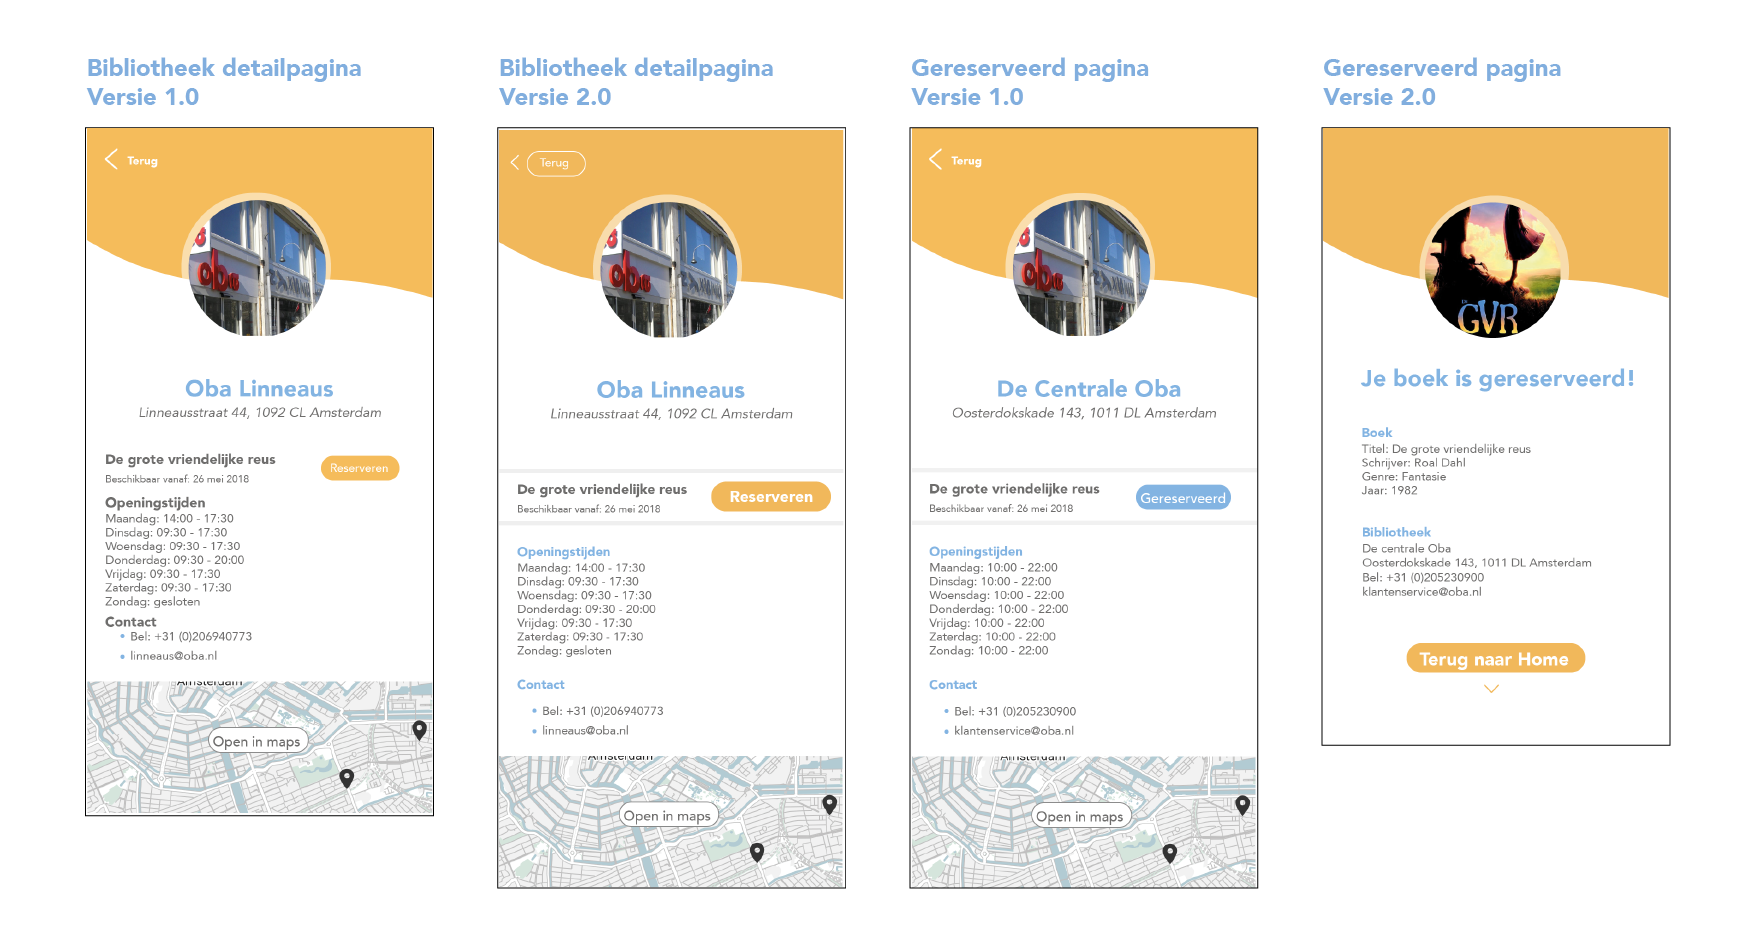 Bibliotheek detailpagina
Versie 1.0
Terug
oba
Oba Linneaus
Linneausstraat 44, 1092 CL Amsterdam
De grote vriendelijke reus
Reserveren
Beschikbaar vanaf: 26 mei 2018
Openingstijden
Maandag: 14:00 - 17:30
Dinsdag: 09:30 - 17:30
Woensdag: 09:30 - 17:30
Donderdag: 09:30 - 20:00
Vrijdag: 09:30 - 17:30
Zaterdag: 09:30 - 17:30
Zondag: gesloten
Contact
Bel: +31 (0)206940773
linneaus@oba.nl
Amsterdam
Open in maps
Bibliotheek detailpagina
Versie 2.0
Terug
oba
Oba Linneaus
Linneausstraat 44, 1092 CL Amsterdam
De grote vriendelijke reus
Reserveren
Beschikbaar vanaf: 26 mei 2018
Openingstijden
Maandag: 14:00 - 17:30
Dinsdag: 09:30 - 17:30
Woensdag: 09:30 - 17:30
Donderdag: 09:30 - 20:00
Vrijdag: 09:30 - 17:30
Zaterdag: 09:30 - 17:30
Zondag: gesloten
Contact
Bel: +31 (0)206940773
linneaus@oba.nl
Amsterdam
Open in maps
Gereserveerd pagina
Versie 1.0
Terug
oba
De Centrale Oba
Oosterdokskade 143, 1011 DL Amsterdam
De grote vriendelijke reus
Gereserveerd
Beschikbaar vanaf: 26 mei 2018
Openingstijden
Maandag: 10:00 - 22:00
Dinsdag: 10:00 - 22:00
Woensdag: 10:00 - 22:00
Donderdag: 10:00 - 22:00
Vrijdag: 10:00 - 22:00
Zaterdag: 10:00 - 22:00
Zondag: 10:00 - 22:00
Contact
Bel: +31 (0)205230900
klantenservice@oba.nl
Amsterdam
Open in maps
Gereserveerd pagina
Versie 2.0
DE
GVR
Je boek is gereserveerd!
Boek
Titel: De grote vriendelijke reus
Schrijver: Roal Dahl
Genre: Fantasie
Jaar: 1982
Bibliotheek
De centrale Oba
Oosterdokskade 143, 1011 DL Amsterdam
Bel: +31 (0)205230900
klantenservice@oba.nl
Terug naar Home